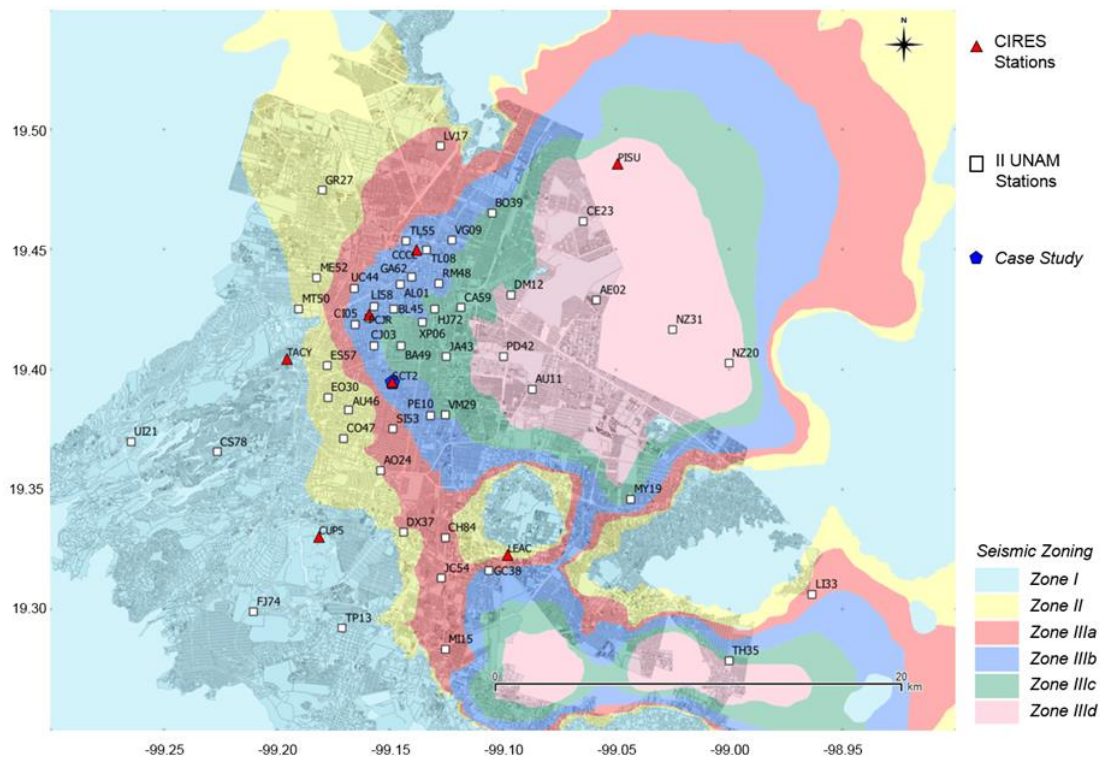 N
CIRES
Stations
19.50
LV17
PISU
II UNAM
Stations
GR27
BO39
CE23
TL55
VG09
19.45
CCCL
TL08
Case Study
ME52
GA62
RM48
UC44
AL01
DM12
AE02
MT50
LI58
BL45
CA59
CI05
CJR
HJ72
NZ31
XP06
CJ03
BA49
JA43
PD42
TACY
NZ20
19.40
ES57
SCT2
AU11
EO30
AU46
PE10
VM29
UI21
CO47
SI53
CS78
AO24
19.35
MY19
DX37
CH84
CUP5
LEAC
JC54
GC38
Seismic Zoning
LI33
Zone I
19.30
FJ74
Zone II
TP13
Zone IIIa
MI15
TH35
Zone IIIb
0
20
Zone IIIc
km
Zone IIId
-99.25
-99.20
-99.15
-99.10
-99.05
-99.00
-98.95